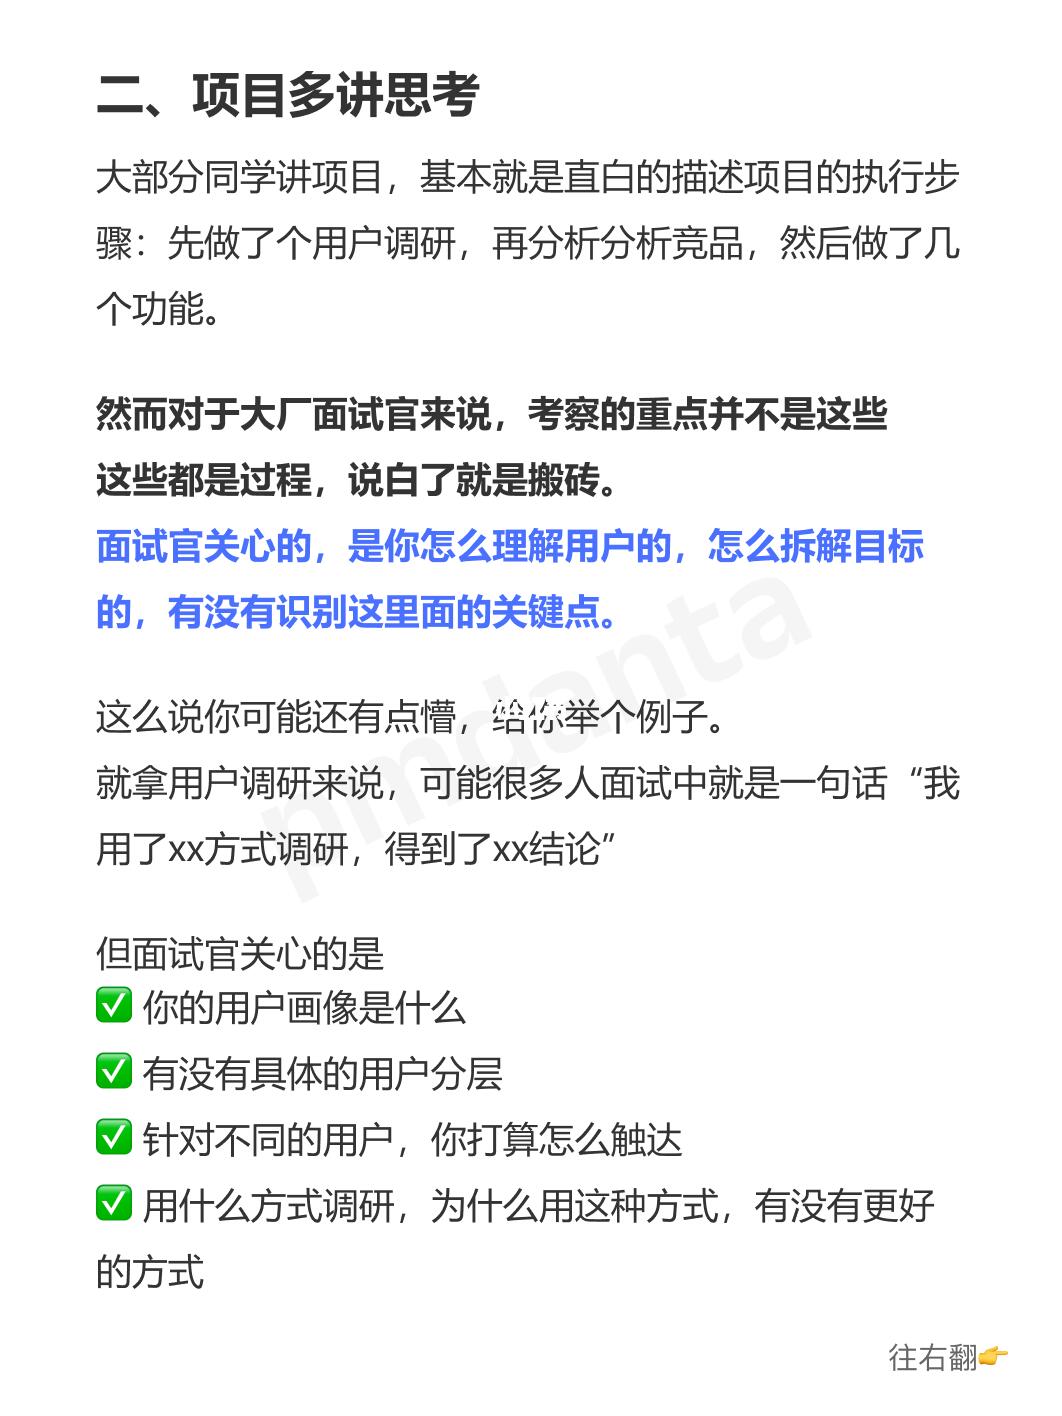 二、项目多讲思考
大部分同学讲项目，基本就是直白的描述项目的执行步
骤：先做了个用户调研，再分析分析竞品，然后做了几
个功能。
然而对于大厂面试官来说，考察的重点并不是这些
这些都是过程，说白了就是搬砖。
面试官关心的，是你怎么理解用户的，怎么拆解目标
的，有没有识别这里面的关键点。
这么说你可能还有点懵，给你举个例子。
就拿用户调研来说，可能很多人面试中就是一句话“我
用了xx方式调研，得到了xx结论”
但面试官关心的是
✅ 你的用户画像是什么
✅ 有没有具体的用户分层
✅ 针对不同的用户，你打算怎么触达
✅ 用什么方式调研，为什么用这种方式，有没有更好
的方式
往右翻👉
pmdanta